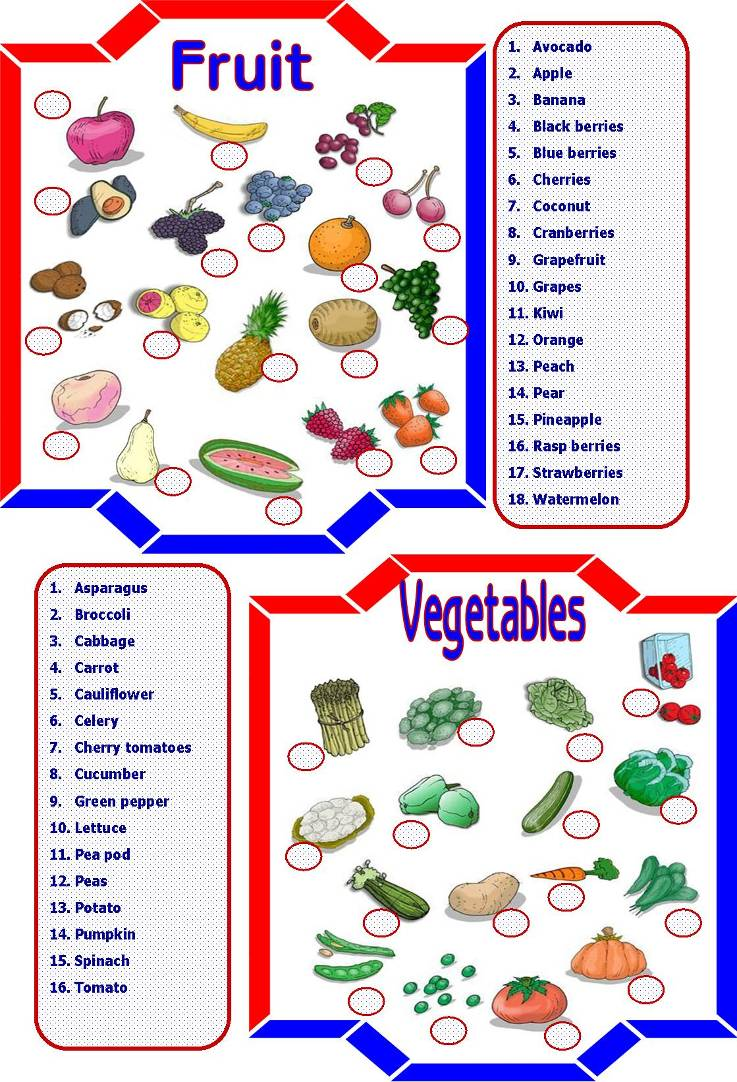 Fruit
1. Avocado
2. Apple
3. Banana
4. Black berries
5. Blue berries
6. Cherries
7. Coconut
8. Cranberries
9. Grapefruit
10. Grapes
11. Kiwi
12. Orange
13. Peach
14. Pear
15. Pineapple
16. Rasp berries
17. Strawberries
18. Watermelon
Vegetables
1. Asparagus
2. Broccoli
3. Cabbage
4. Carrot
5. Cauliflower
6. Celery
7. Cherry tomatoes
8. Cucumber
9. Green pepper
10. Lettuce
11. Pea pod
12. Peas
13. Potato
14. Pumpkin
15. Spinach
16. Tomato